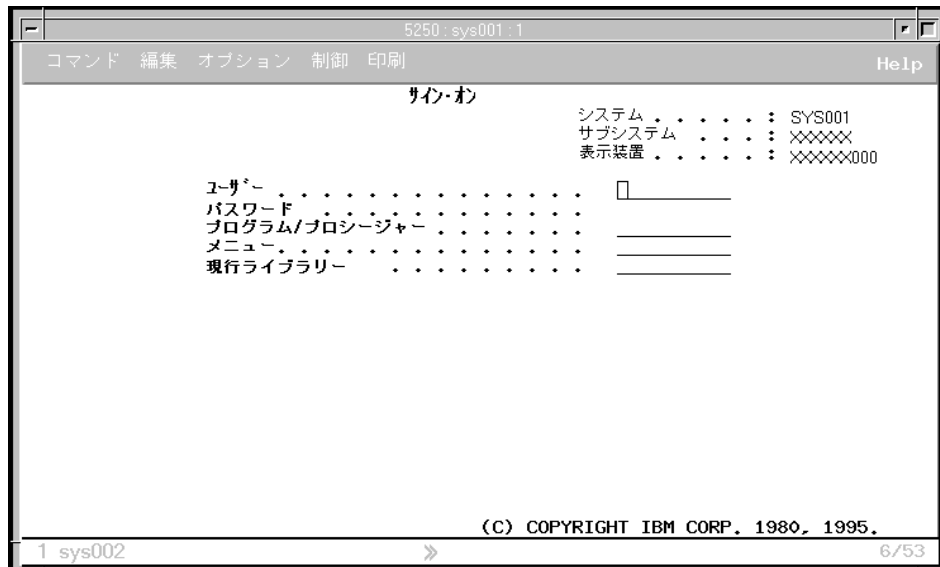 5250 : sys001 : 1
コマンド 編集 オプション 制御 印刷 Help
サイン・オン
システム . . . . . : SYS001
サブシステム . . . : XXXXXX
表示装置 . . . . . : XXXXXX000
ユーザー . . . . . . . . . . . . . .
パスワード . . . . . . . . . . . .
プログラム/プロシージャー . . . . . . .
メニュー. . . . . . . . . . . . . .
現行ライブラリー . . . . . . . . .
(C) COPYRIGHT IBM CORP. 1980, 1995.
1 sys002 » 6/53